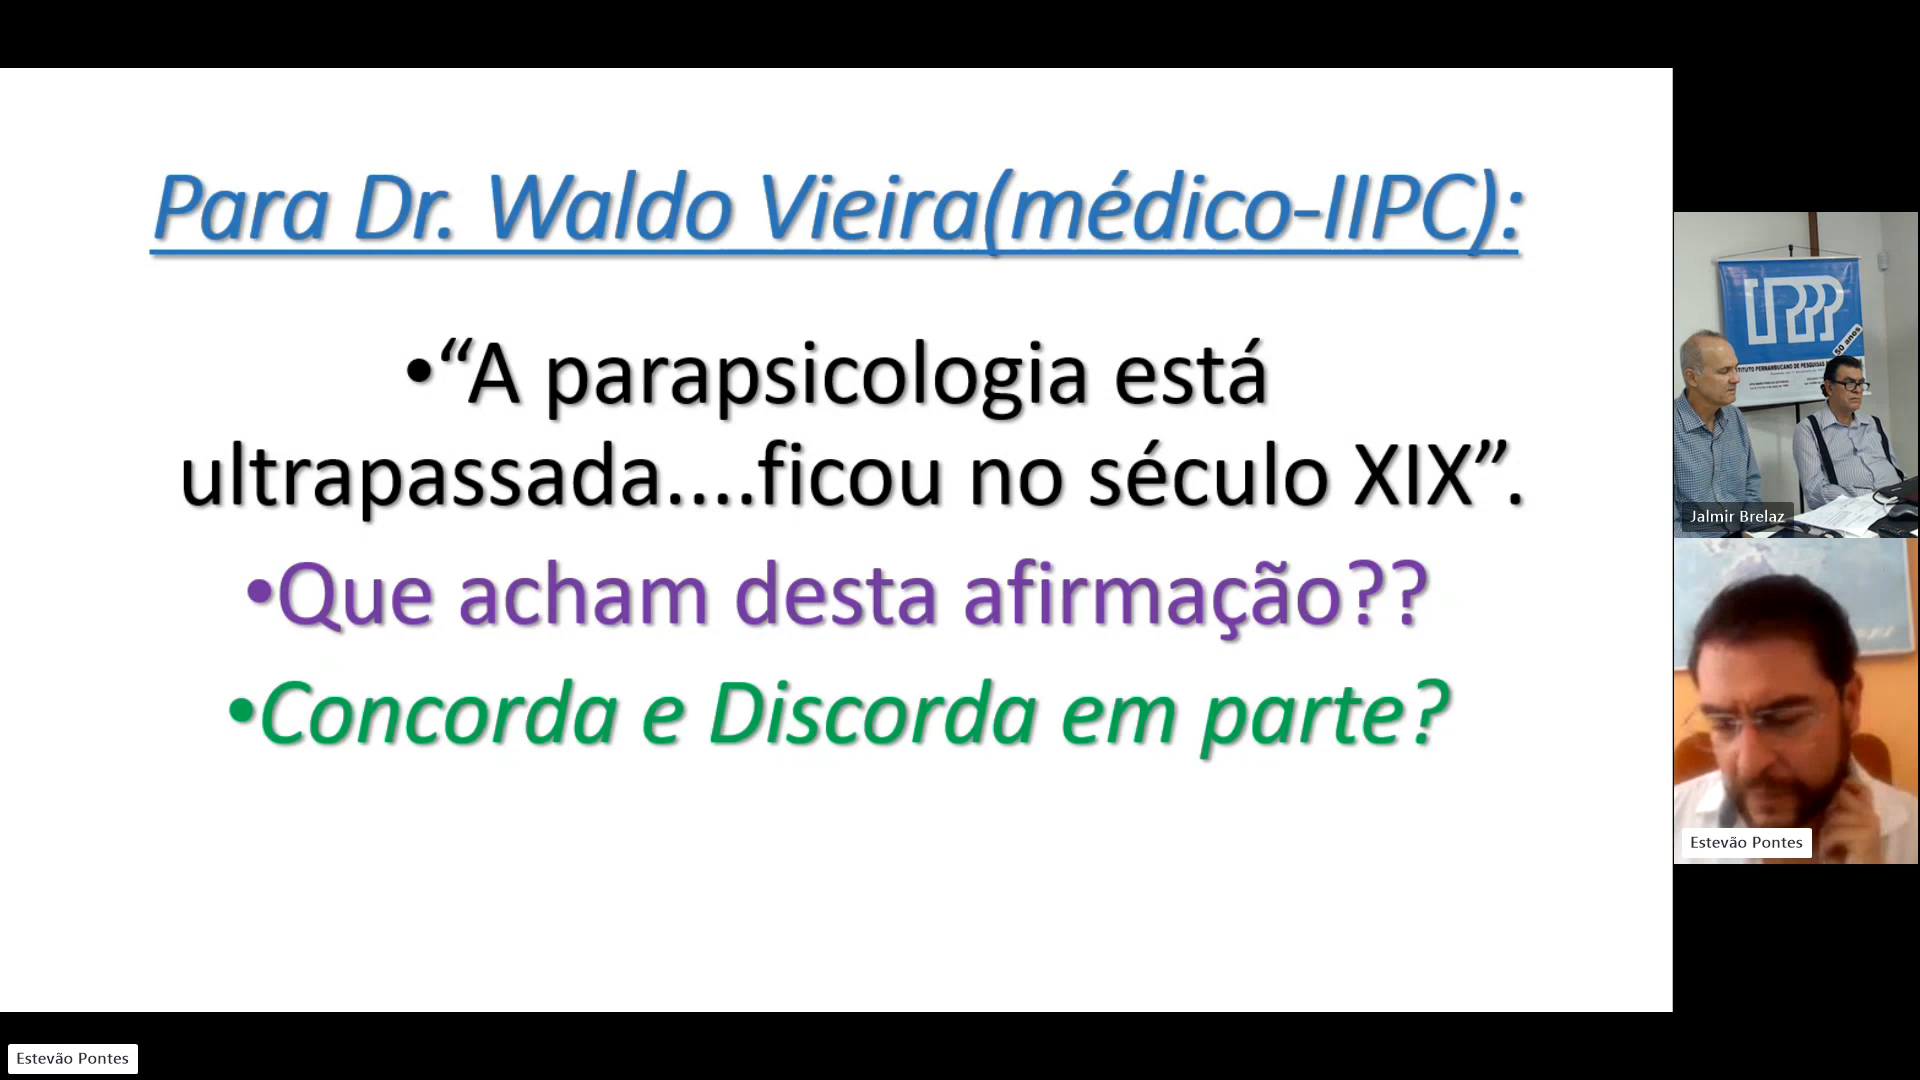 Para Dr. Waldo Vieira(médico-IIPC):
•“A parapsicologia está
ultrapassada....ficou no século XIX”.
•Que acham desta afirmação??
•Concorda e Discorda em parte?
IPPP
50 anos
TITUTO PERNAMBUCANO DE PESQUISAS
Jalmir Brelaz
Estevão Pontes
Estevão Pontes